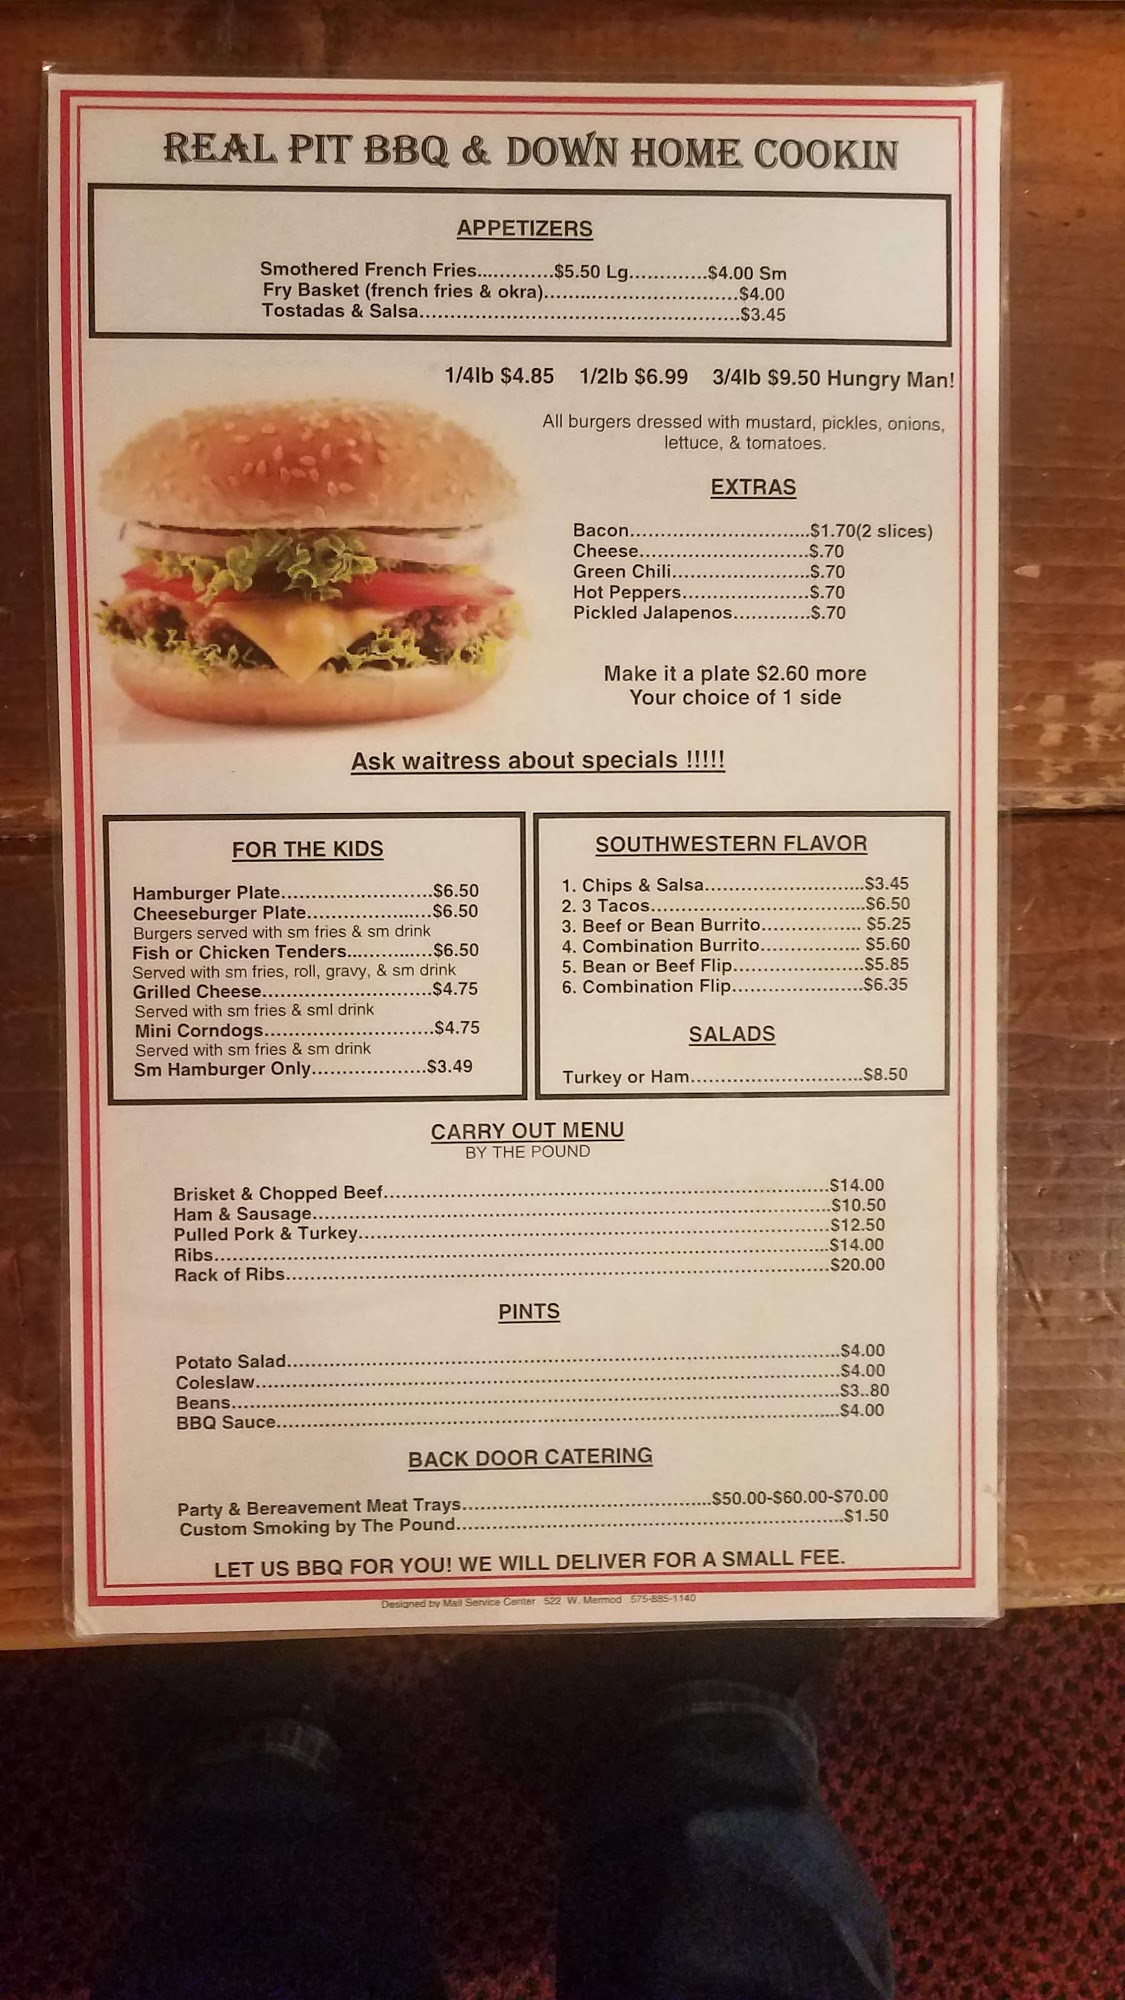 REAL PIT BBQ & DOWN HOME COOKIN
APPETIZERS
Smothered French Fries.............$5.50 Lg.............$4.00 Sm
Fry Basket (french fries & okra).................................$4.00
Tostadas & Salsa......................................................$3.45
1/4lb $4.85 1/2lb $6.99 3/4lb $9.50 Hungry Man!
All burgers dressed with mustard, pickles, onions,
lettuce, & tomatoes.
EXTRAS
Bacon..............................$1.70(2 slices)
Cheese............................$.70
Green Chili.......................$.70
Hot Peppers.....................$.70
Pickled Jalapenos.............$.70
Make it a plate $2.60 more
Your choice of 1 side
Ask waitress about specials !!!!!
FOR THE KIDS
Hamburger Plate.........................$6.50
Cheeseburger Plate.....................$6.50
Burgers served with sm fries & sm drink
Fish or Chicken Tenders..............$6.50
Served with sm fries, roll, gravy, & sm drink
Grilled Cheese............................$4.75
Served with sm fries & sml drink
Mini Corndogs............................$4.75
Served with sm fries & sm drink
Sm Hamburger Only...................$3.49
SOUTHWESTERN FLAVOR
1. Chips & Salsa..........................$3.45
2. 3 Tacos....................................$6.50
3. Beef or Bean Burrito................. $5.25
4. Combination Burrito................. $5.60
5. Bean or Beef Flip......................$5.85
6. Combination Flip......................$6.35
SALADS
Turkey or Ham.............................$8.50
CARRY OUT MENU
BY THE POUND
Brisket & Chopped Beef..........................................................................$14.00
Ham & Sausage......................................................................................$10.50
Pulled Pork & Turkey..............................................................................$12.50
Ribs.......................................................................................................$14.00
Rack of Ribs...........................................................................................$20.00
PINTS
Potato Salad............................................................................................$4.00
Coleslaw.................................................................................................$4.00
Beans.....................................................................................................$3..80
BBQ Sauce..............................................................................................$4.00
BACK DOOR CATERING
Party & Bereavement Meat Trays..........................................$50.00-$60.00-$70.00
Custom Smoking by The Pound.................................................................$1.50
LET US BBQ FOR YOU! WE WILL DELIVER FOR A SMALL FEE.
Designed by Mail Service Center 522 W. Mermod 575-885-1140